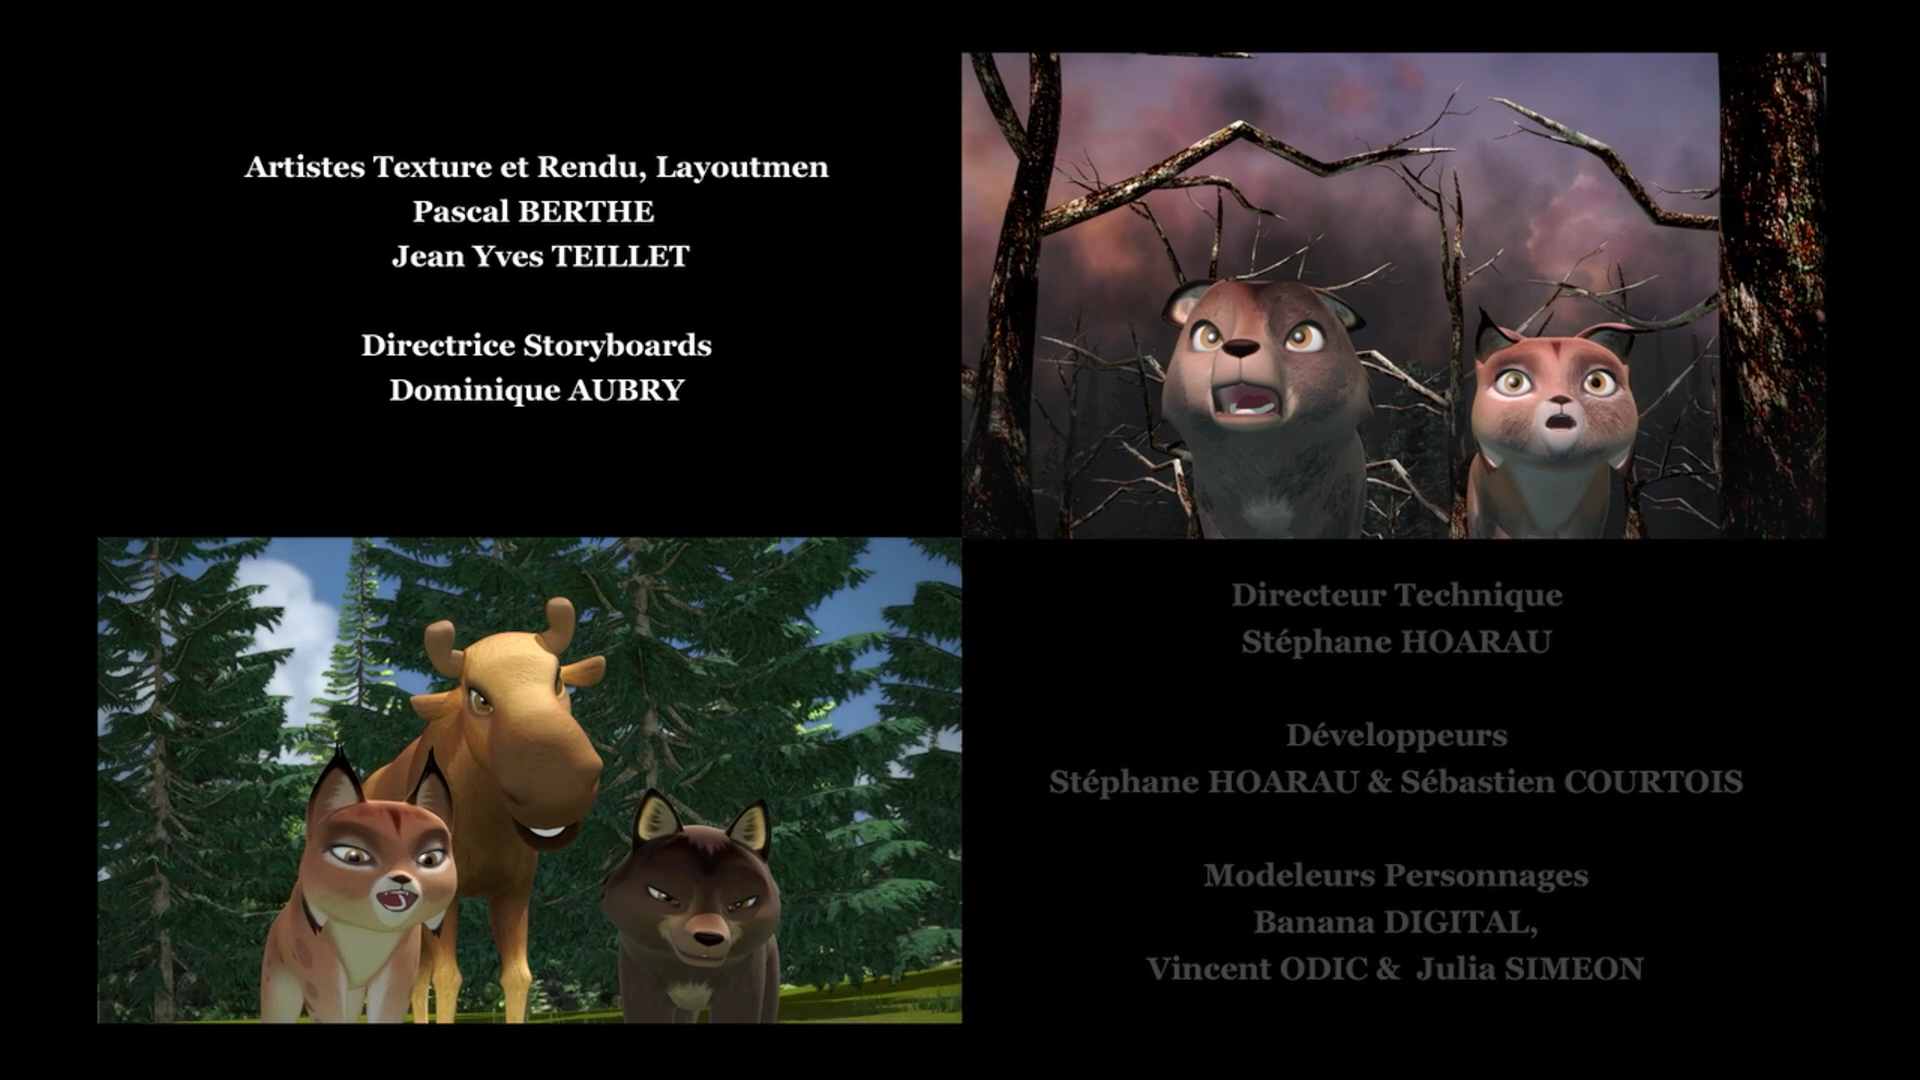 Artistes Texture et Rendu, Layoutmen
Pascal BERTHE
Jean Yves TEILLET
Directrice Storyboards
Dominique AUBRY
Directeur Technique
Stéphane HOARAU
Développeurs
Stéphane HOARAU & Sébastien COURTOIS
Modeleurs Personnages
Banana DIGITAL,
Vincent ODIC & Julia SIMEON